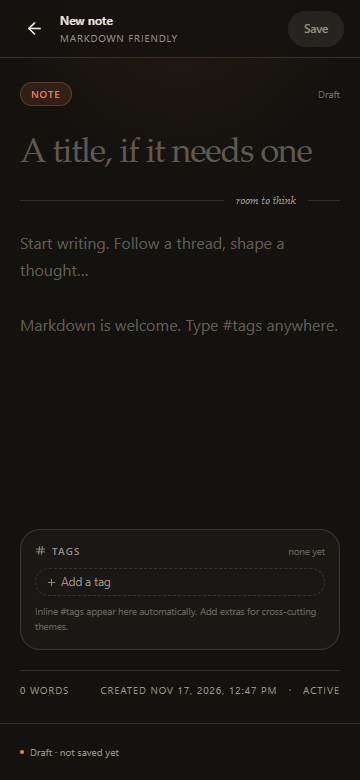 New note
MARKDOWN FRIENDLY
Save
NOTE
Draft
A title, if it needs one
room to think
Start writing. Follow a thread, shape a
thought...
Markdown is welcome. Type #tags anywhere.
# TAGS
none yet
+ Add a tag
Inline #tags appear here automatically. Add extras for cross-cutting
themes.
0 WORDS
CREATED NOV 17, 2026, 12:47 PM · ACTIVE
Draft · not saved yet